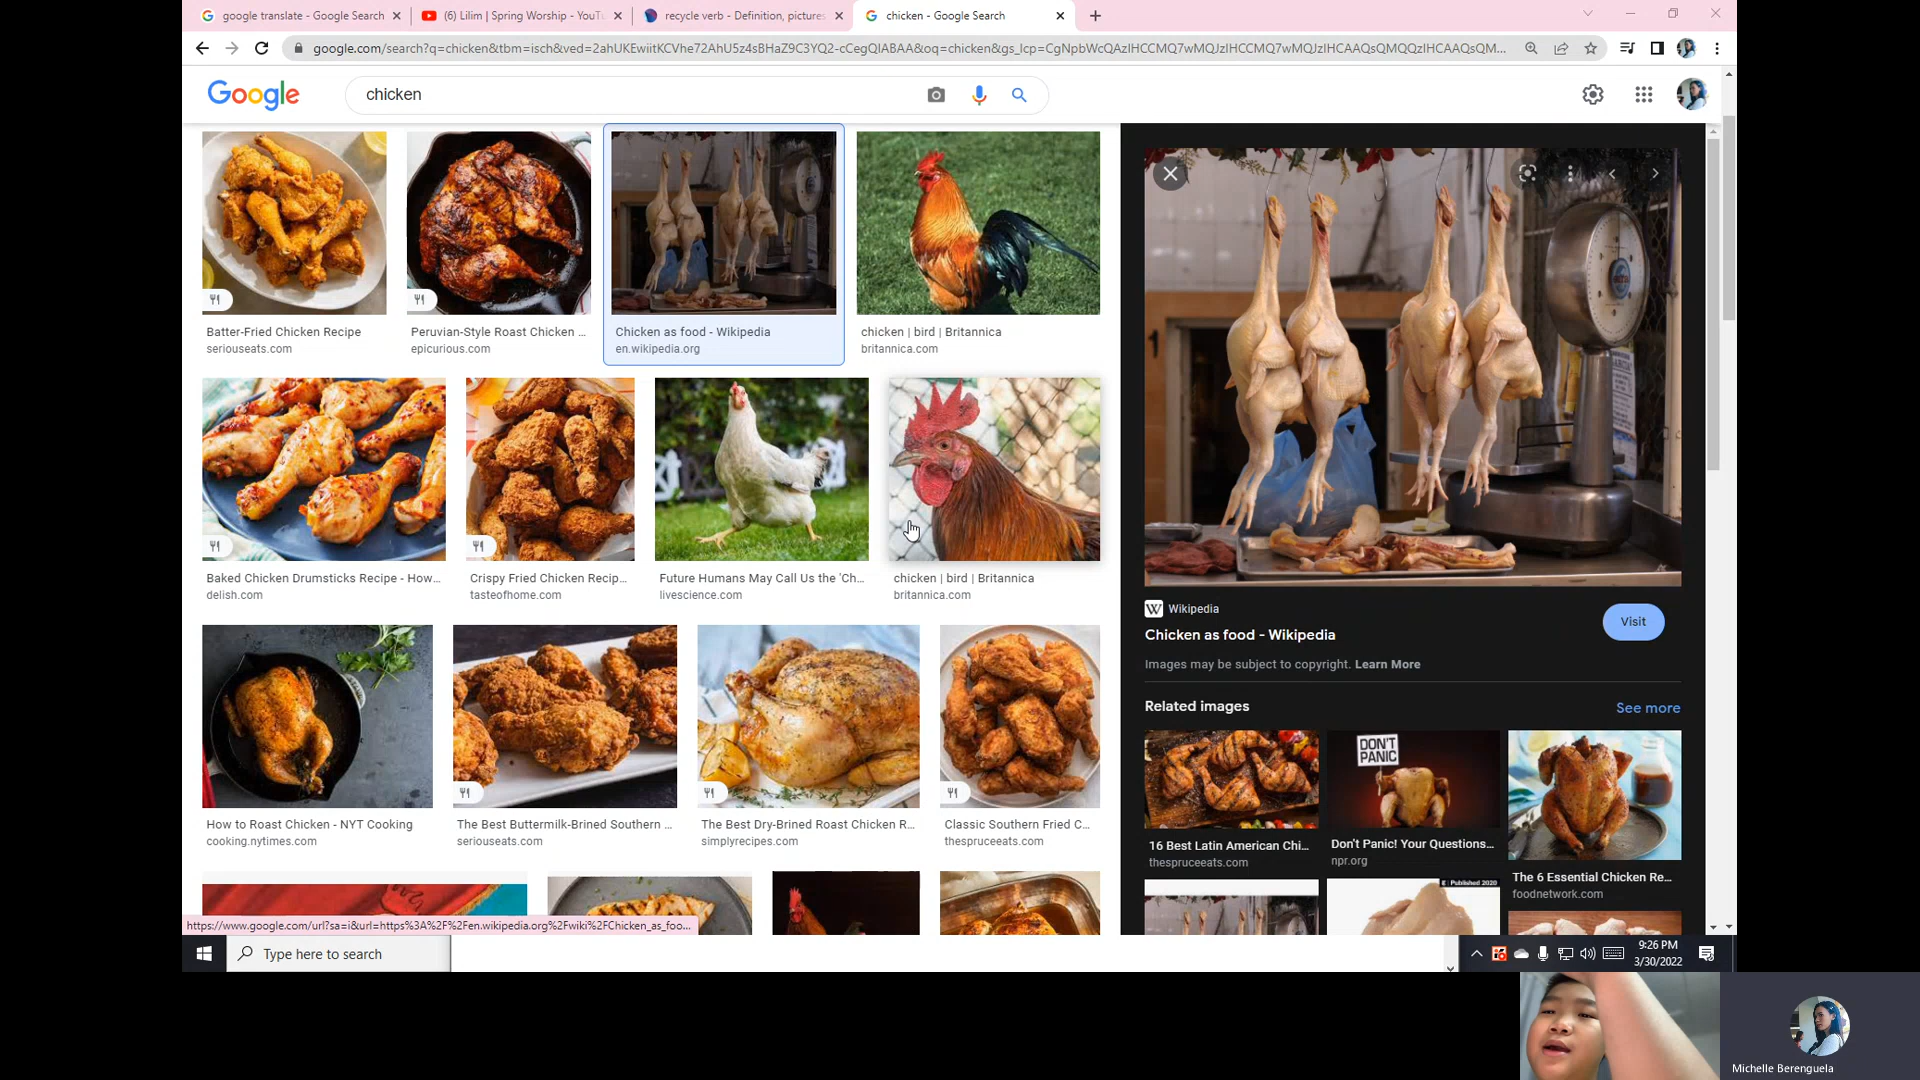 google translate - Google Search
(6) Lilim | Spring Worship - YouTu
recycle verb - Definition, pictures
chicken - Google Search
google.com/search?q=chicken&tbm=isch&ved=2ahUKEwiitKCVhe72AhU5z4sBHaZ9C3YQ2-cCegQIABAA&oq=chicken&gs_lcp=CgNpbWcQAzIHCCMQ7wMQJzIHCCMQ7wMQJzIHCAAQsQMQQzIHCAAQsQM...
Google
chicken
Batter-Fried Chicken Recipe
seriouseats.com
Peruvian-Style Roast Chicken ...
epicurious.com
Chicken as food - Wikipedia
en.wikipedia.org
chicken | bird | Britannica
britannica.com
Baked Chicken Drumsticks Recipe - How...
delish.com
Crispy Fried Chicken Recip...
tasteofhome.com
Future Humans May Call Us the 'Ch...
livescience.com
chicken | bird | Britannica
britannica.com
How to Roast Chicken - NYT Cooking
cooking.nytimes.com
The Best Buttermilk-Brined Southern ...
seriouseats.com
The Best Dry-Brined Roast Chicken R...
simplyrecipes.com
Classic Southern Fried C...
thespruceeats.com
W Wikipedia
Chicken as food - Wikipedia
Visit
Images may be subject to copyright. Learn More
Related images
See more
DON'T
PANIC
16 Best Latin American Chi...
thespruceeats.com
Don't Panic! Your Questions...
npr.org
The 6 Essential Chicken Re...
foodnetwork.com
E : Published 2020
https://www.google.com/url?sa=i&url=https%3A%2F%2Fen.wikipedia.org%2Fwiki%2FChicken_as_foo...
Type here to search
9:26 PM
3/30/2022
Michelle Berenguela